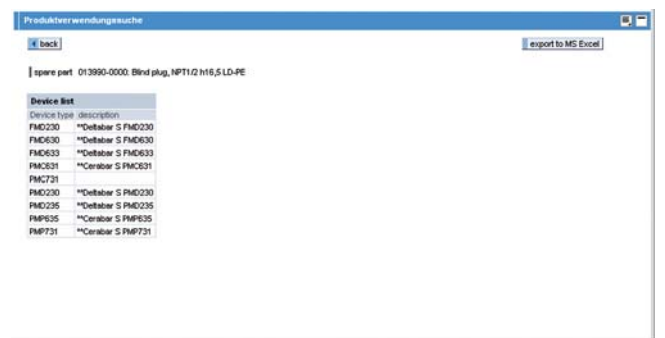 Produktverwendungssuche
back
export to MS Excel
spare part 013990-0000: Blind plug, NPT1/2 h16,5 LD-PE
Device list
Device type description
FMD230 **Deltabar S FMD230
FMD630 **Deltabar S FMD630
FMD633 **Deltabar S FMD633
PMC631 **Cerabar S PMC631
PMC731
PMD230 **Deltabar S PMD230
PMD235 **Deltabar S PMD235
PMP635 **Cerabar S PMP635
PMP731 **Cerabar S PMP731